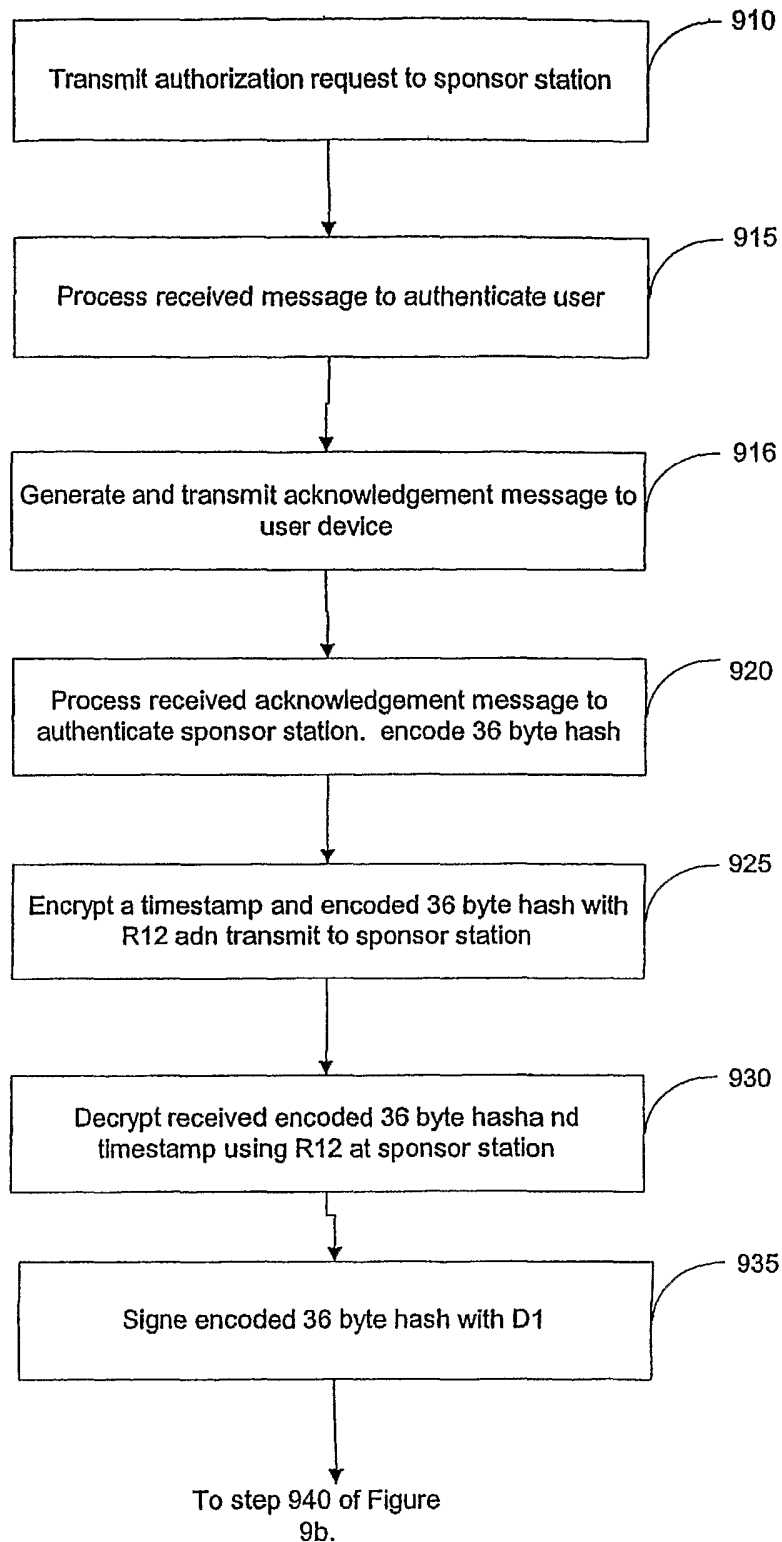 910
Transmit authorization request to sponsor station
915
Process received message to authenticate user
916
Generate and transmit acknowledgement message to
user device
920
Process received acknowledgement message to
authenticate sponsor station. encode 36 byte hash
925
Encrypt a timestamp and encoded 36 byte hash with
R12 adn transmit to sponsor station
930
Decrypt received encoded 36 byte hasha nd
timestamp using R12 at sponsor station
935
Signe encoded 36 byte hash with D1
To step 940 of Figure
9b.